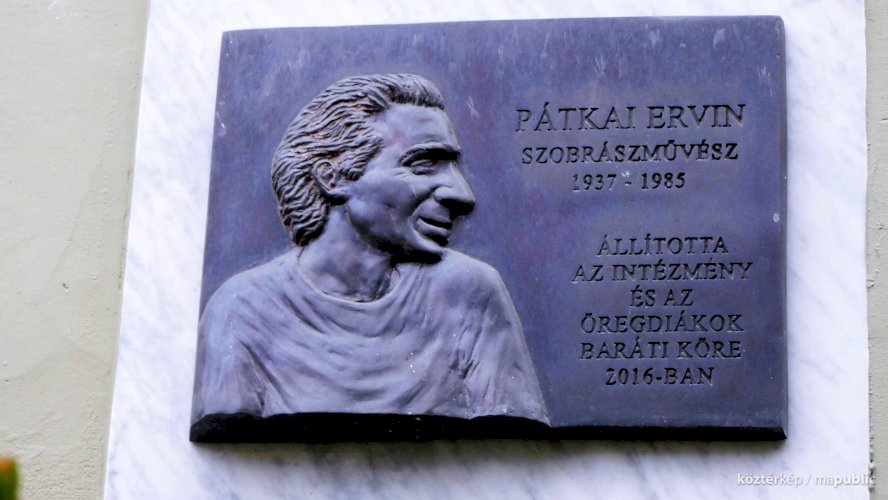 PÁTKAI ERVIN
SZOBRÁSZMŰVÉSZ
1937 - 1985
ÁLLÍTOTTA
AZ INTÉZMÉNY
ÉS AZ
ÖREGDIÁKOK
BARÁTI KÖRE
2016-BAN
köztérkép / mapublic